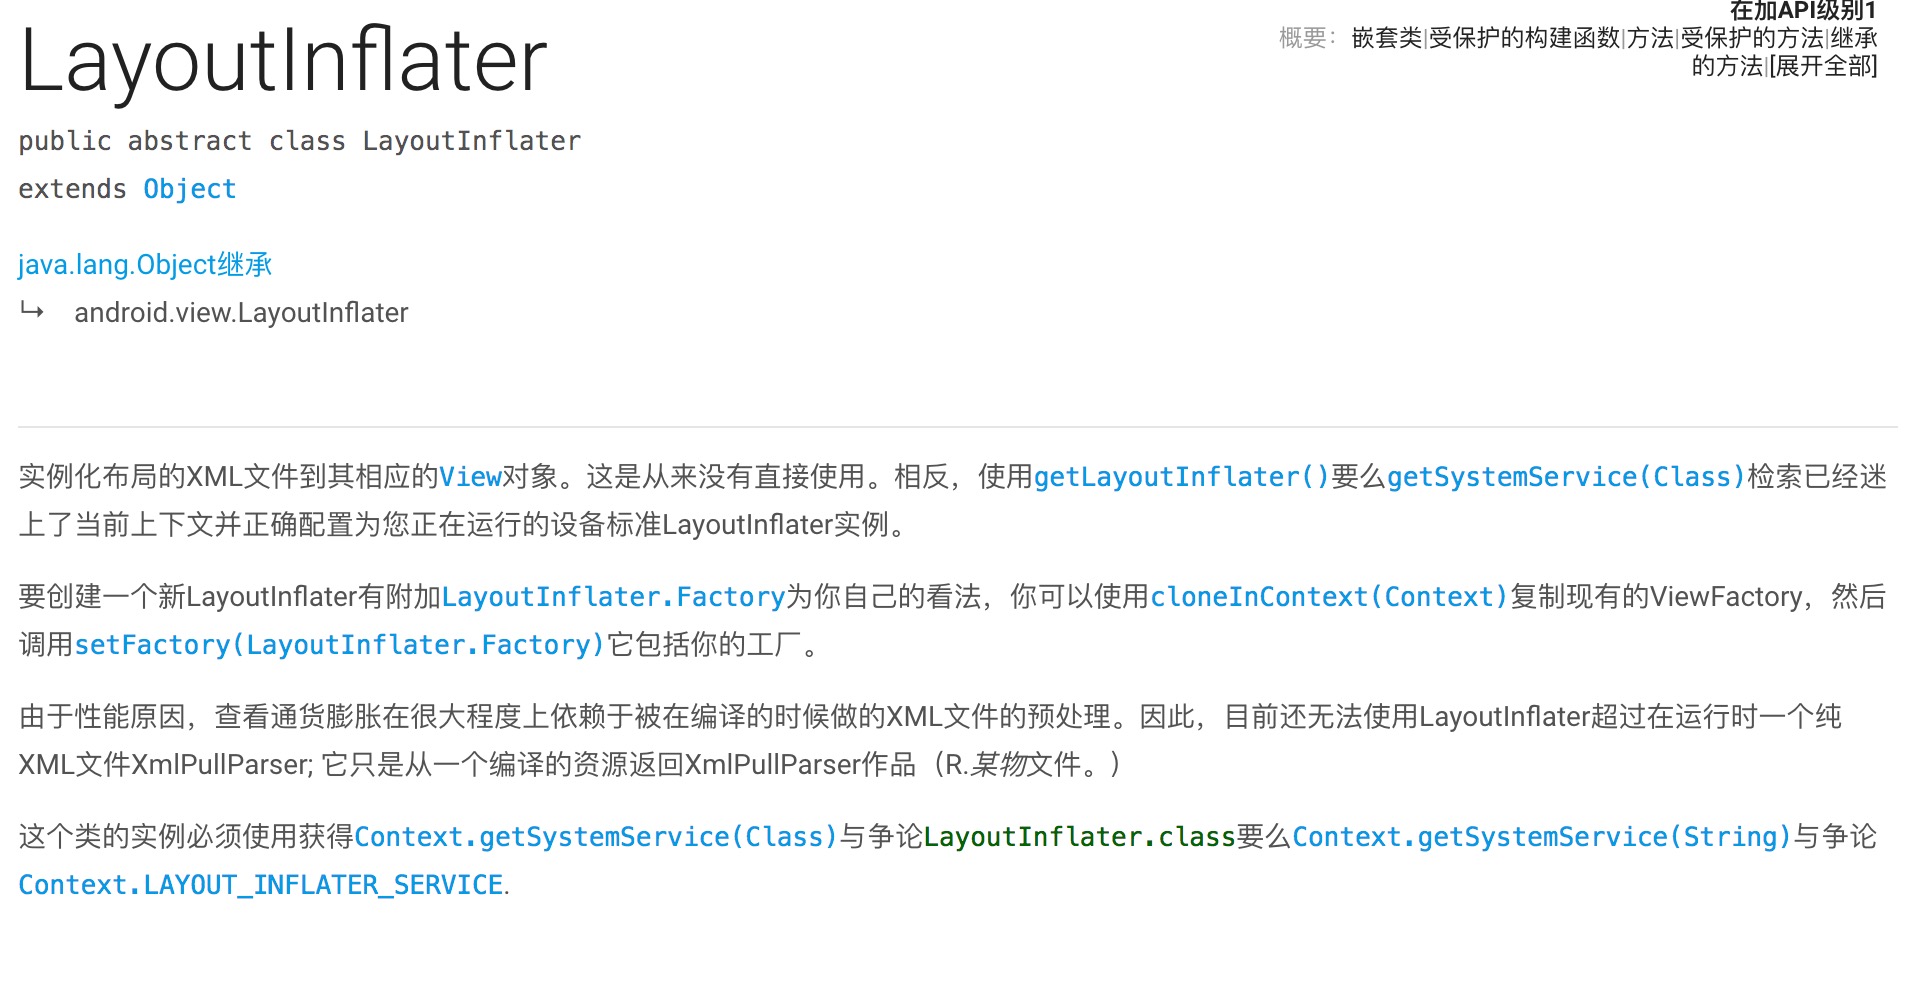 在加API级别1
LayoutInflater
概要：嵌套类|受保护的构建函数|方法|受保护的方法|继承
的方法|[展开全部]
public abstract class LayoutInflater
extends Object
java.lang.Object继承
↳ android.view.LayoutInflater
实例化布局的XML文件到其相应的View对象。这是从来没有直接使用。相反，使用getLayoutInflater()要么getSystemService(Class)检索已经迷
上了当前上下文并正确配置为您正在运行的设备标准LayoutInflater实例。
要创建一个新LayoutInflater有附加LayoutInflater.Factory为你自己的看法，你可以使用cloneInContext(Context)复制现有的ViewFactory，然后
调用setFactory(LayoutInflater.Factory)它包括你的工厂。
由于性能原因，查看通货膨胀在很大程度上依赖于被在编译的时候做的XML文件的预处理。因此，目前还无法使用LayoutInflater超过在运行时一个纯
XML文件XmlPullParser; 它只是从一个编译的资源返回XmlPullParser作品（R.某物文件。）
这个类的实例必须使用获得Context.getSystemService(Class)与争论LayoutInflater.class要么Context.getSystemService(String)与争论
Context.LAYOUT_INFLATER_SERVICE.